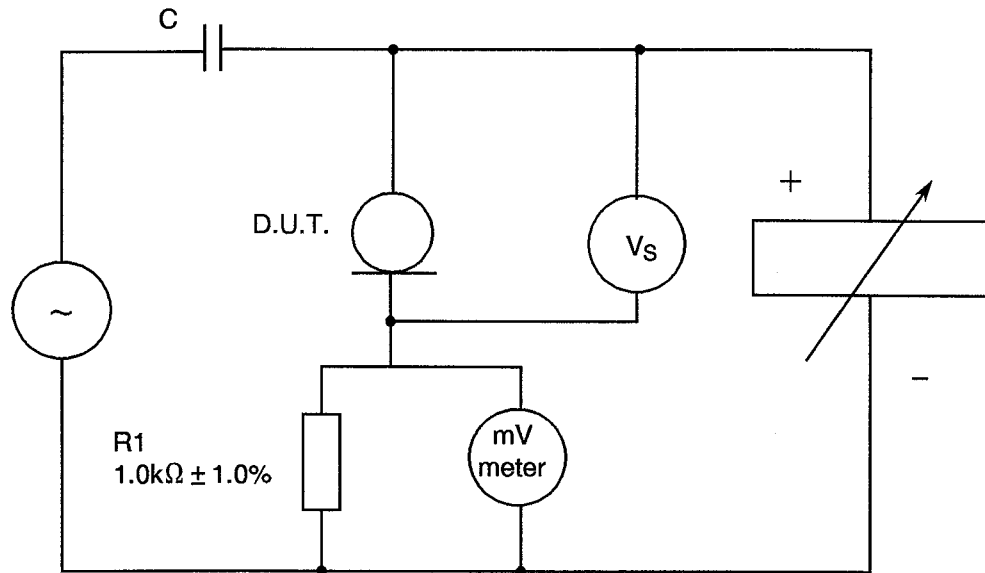 C
+
D.U.T.
VS
~
−
R1
1.0kΩ ± 1.0%
mV
meter